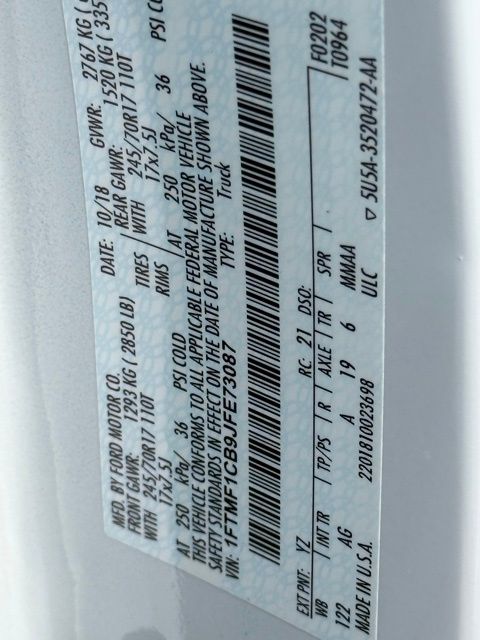 MFD. BY FORD MOTOR CO.
DATE: 10/18 GVWR: 2767 KG (
FRONT GAWR: 1293 KG ( 2850 LB) REAR GAWR: 1520 KG ( 335
WITH 245/70R17 110T TIRES WITH 245/70R17 110T
17x7.5J RIMS 17x7.5J
AT 250 kPa/ 36 PSI COLD AT 250 kPa/ 36 PSI CO
THIS VEHICLE CONFORMS TO ALL APPLICABLE FEDERAL MOTOR VEHICLE
SAFETY STANDARDS IN EFFECT ON THE DATE OF MANUFACTURE SHOWN ABOVE.
VIN: 1FTMF1CB9JFE73087 TYPE: Truck
F0202
T0964
EXT PNT: YZ RC: 21 DSO:
WB | INT TR | TP/PS | R | AXLE | TR | SPR |
122 AG A 19 6 MMMAA
ULC
MADE IN U.S.A. 2201810023698 ▽ 5U5A-3520472-AA